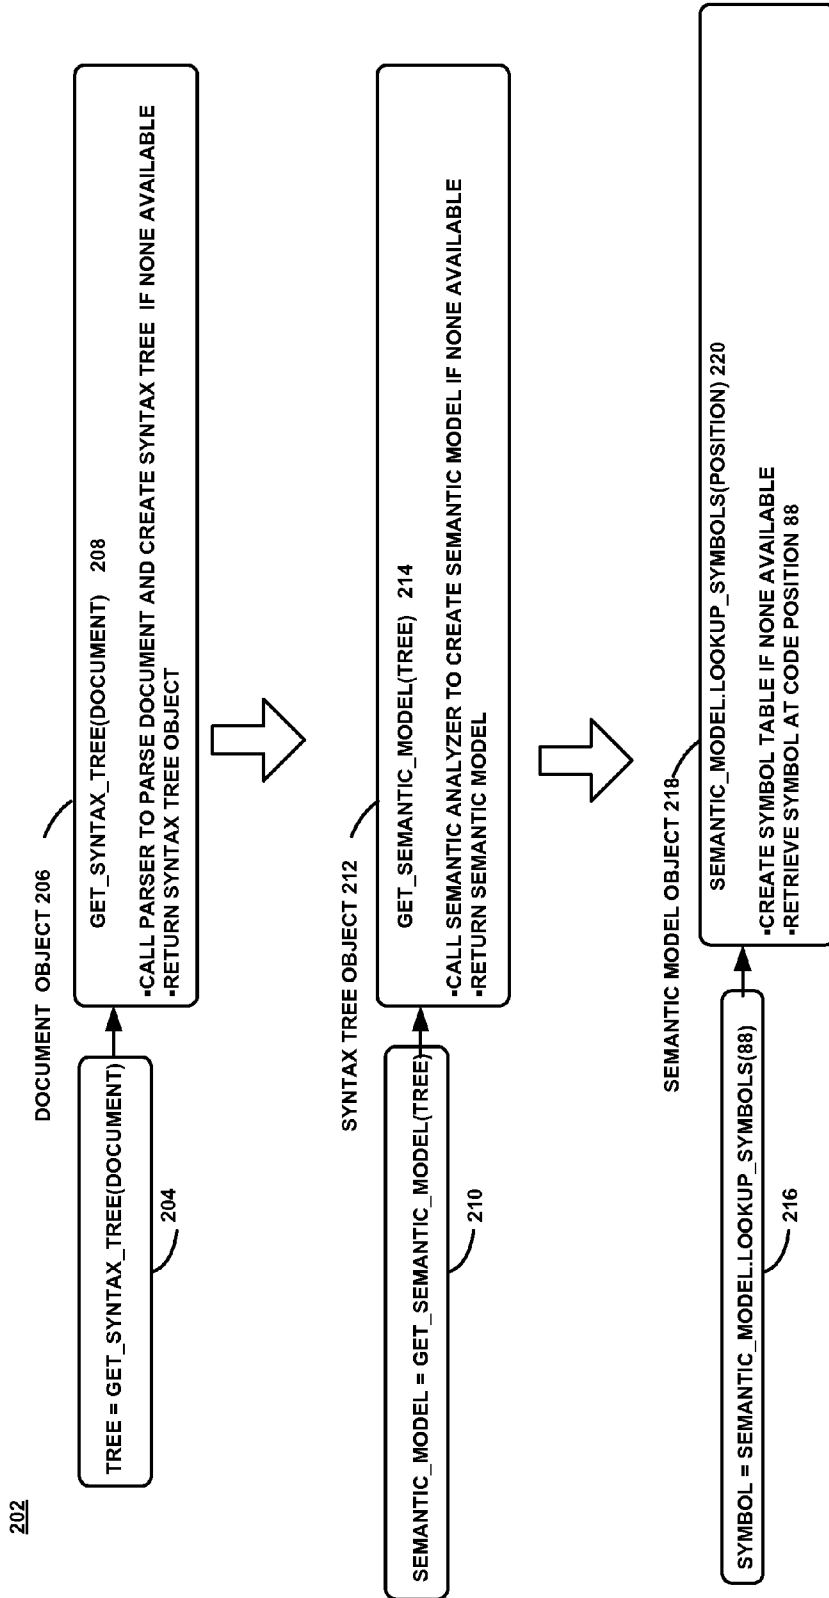 202
DOCUMENT OBJECT 206
TREE = GET_SYNTAX_TREE(DOCUMENT)
204
GET_SYNTAX_TREE(DOCUMENT) 208
▪CALL PARSER TO PARSE DOCUMENT AND CREATE SYNTAX TREE IF NONE AVAILABLE
▪RETURN SYNTAX TREE OBJECT
SYNTAX TREE OBJECT 212
SEMANTIC_MODEL = GET_SEMANTIC_MODEL(TREE)
210
GET_SEMANTIC_MODEL(TREE) 214
▪CALL SEMANTIC ANALYZER TO CREATE SEMANTIC MODEL IF NONE AVAILABLE
▪RETURN SEMANTIC MODEL
SEMANTIC MODEL OBJECT 218
SYMBOL = SEMANTIC_MODEL.LOOKUP_SYMBOLS(88)
216
SEMANTIC_MODEL.LOOKUP_SYMBOLS(POSITION) 220
▪CREATE SYMBOL TABLE IF NONE AVAILABLE
▪RETRIEVE SYMBOL AT CODE POSITION 88